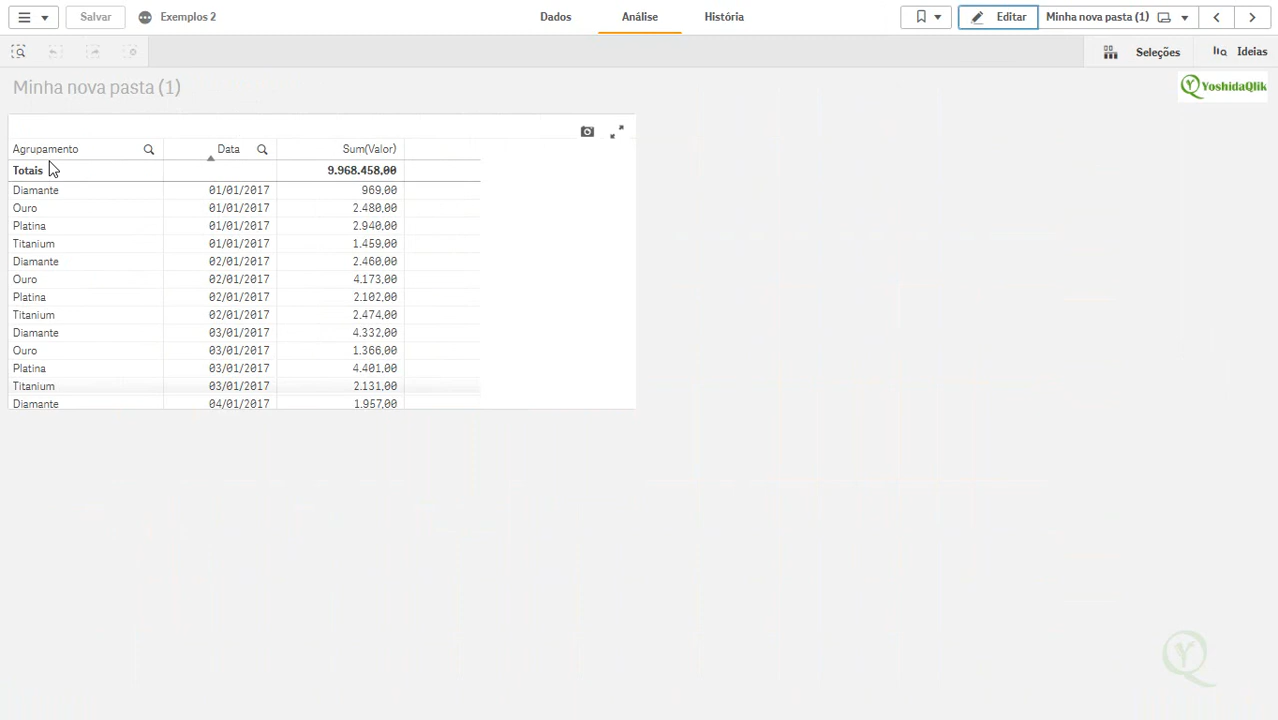 Salvar
Exemplos 2
Dados
Análise
História
Editar
Minha nova pasta (1)
Seleções
Ideias
Minha nova pasta (1)
YoshidaQlik
Agrupamento Data Sum(Valor)
Totais 9.968.458,00
Diamante 01/01/2017 969,00
Ouro 01/01/2017 2.480,00
Platina 01/01/2017 2.940,00
Titanium 01/01/2017 1.459,00
Diamante 02/01/2017 2.460,00
Ouro 02/01/2017 4.173,00
Platina 02/01/2017 2.102,00
Titanium 02/01/2017 2.474,00
Diamante 03/01/2017 4.332,00
Ouro 03/01/2017 1.366,00
Platina 03/01/2017 4.401,00
Titanium 03/01/2017 2.131,00
Diamante 04/01/2017 1.957,00